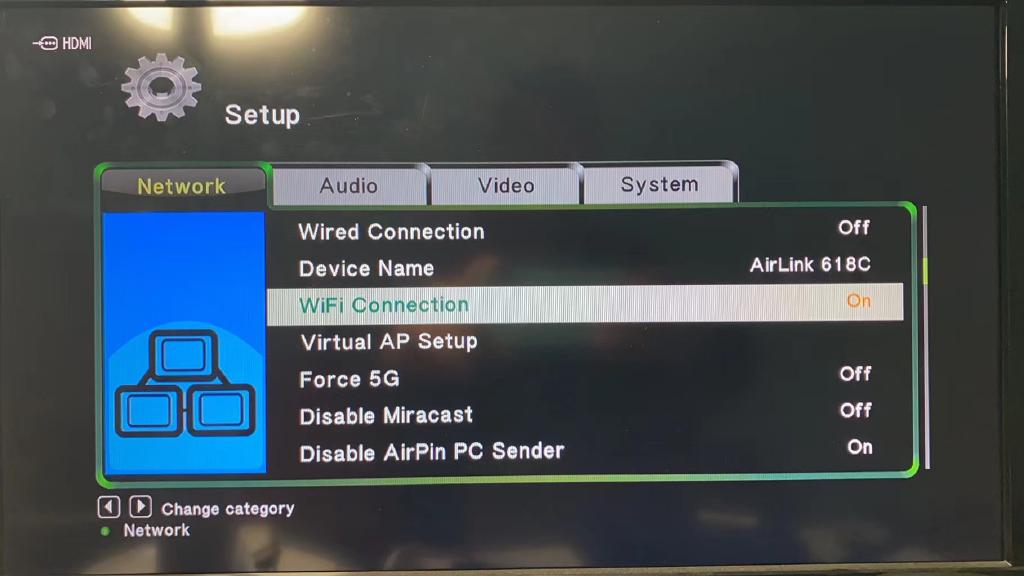 HDMI
Setup
Network Audio Video System
Wired Connection Off
Device Name AirLink 618C
WiFi Connection On
Virtual AP Setup
Force 5G Off
Disable Miracast Off
Disable AirPin PC Sender On
Change category
Network